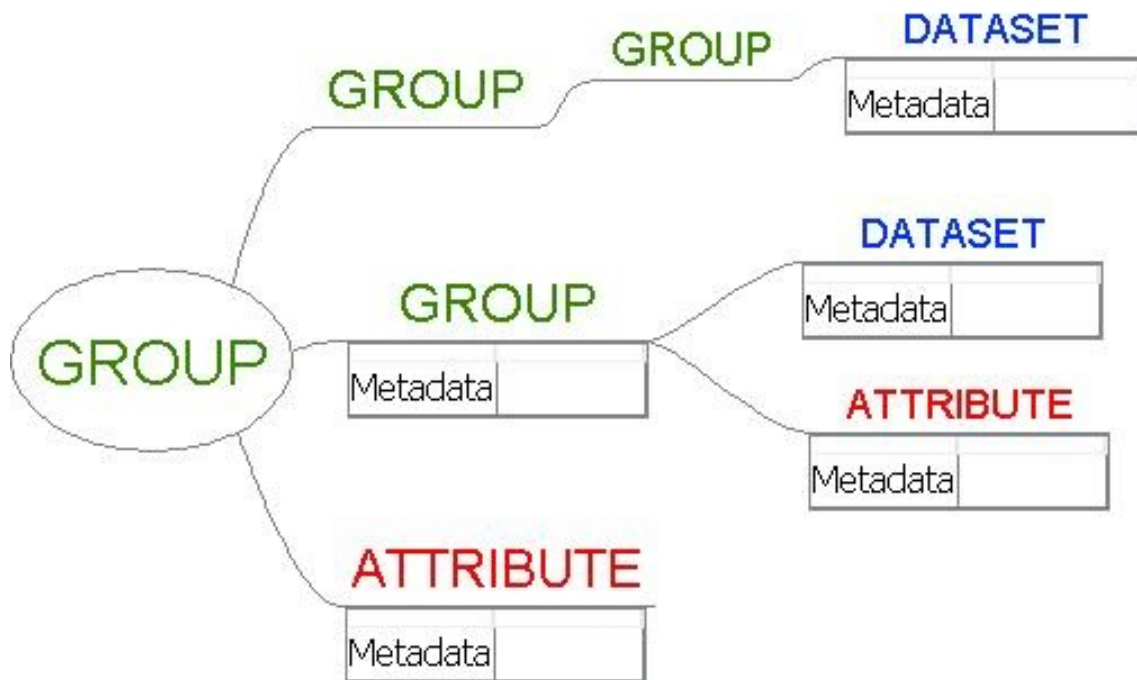 GROUP
GROUP
GROUP
DATASET
Metadata
GROUP
Metadata
DATASET
Metadata
ATTRIBUTE
Metadata
ATTRIBUTE
Metadata